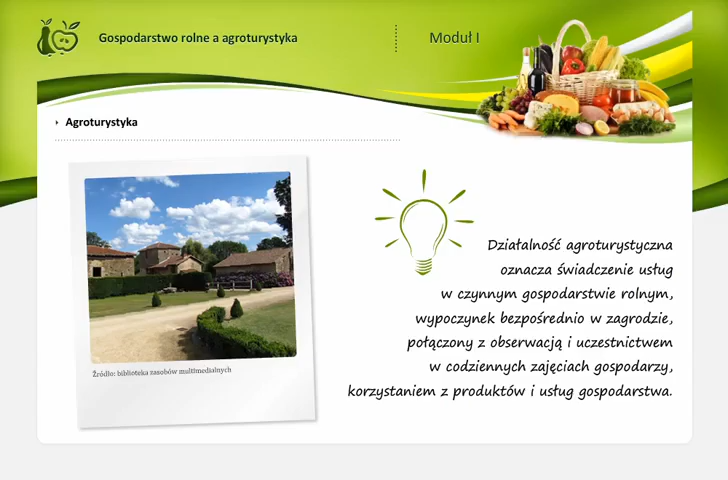 Gospodarstwo rolne a agroturystyka
Moduł I
Agroturystyka
Działalność agroturystyczna
oznacza świadczenie usług
w czynnym gospodarstwie rolnym,
wypoczynek bezpośrednio w zagrodzie,
połączony z obserwacją i uczestnictwem
w codziennych zajęciach gospodarzy,
korzystaniem z produktów i usług gospodarstwa.
Źródło: biblioteka zasobów multimedialnych